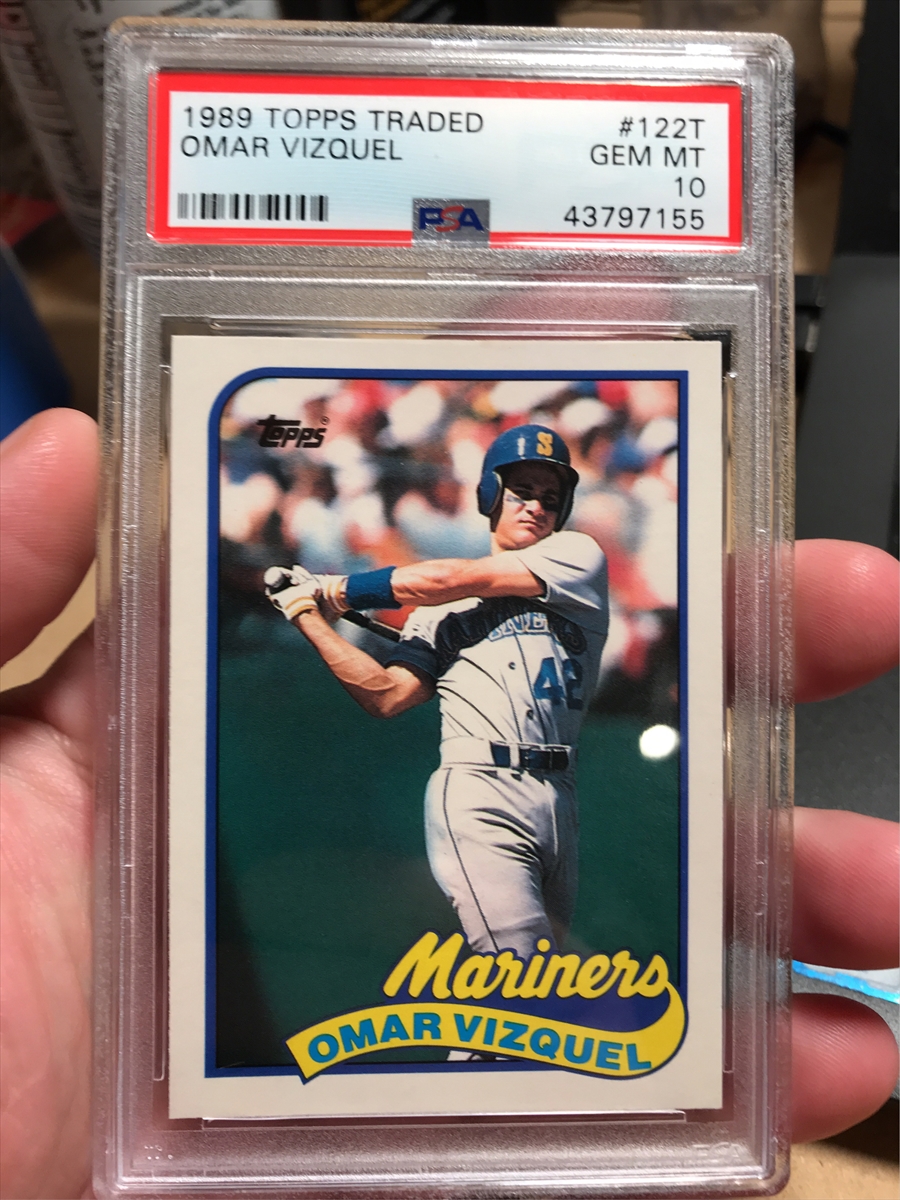 1989 TOPPS TRADED #122T
OMAR VIZQUEL GEM MT
10
PSA 43797155
Topps®
S
42
Mariners
OMAR VIZQUEL